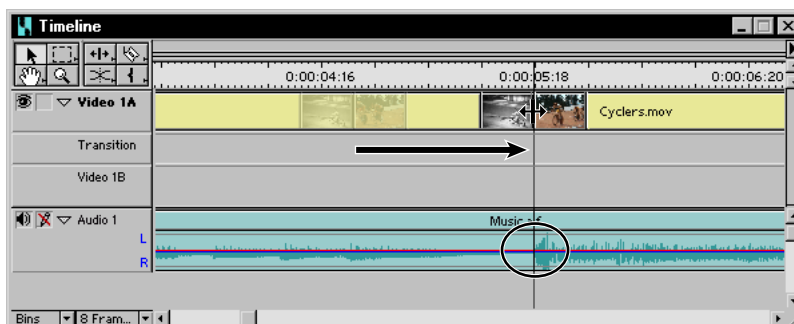 Timeline
0:00:04:16 0:00:05:18 0:00:06:20
Video 1A
Cyclers.mov
Transition
Video 1B
Audio 1
L
R
Bins 8 Fram...